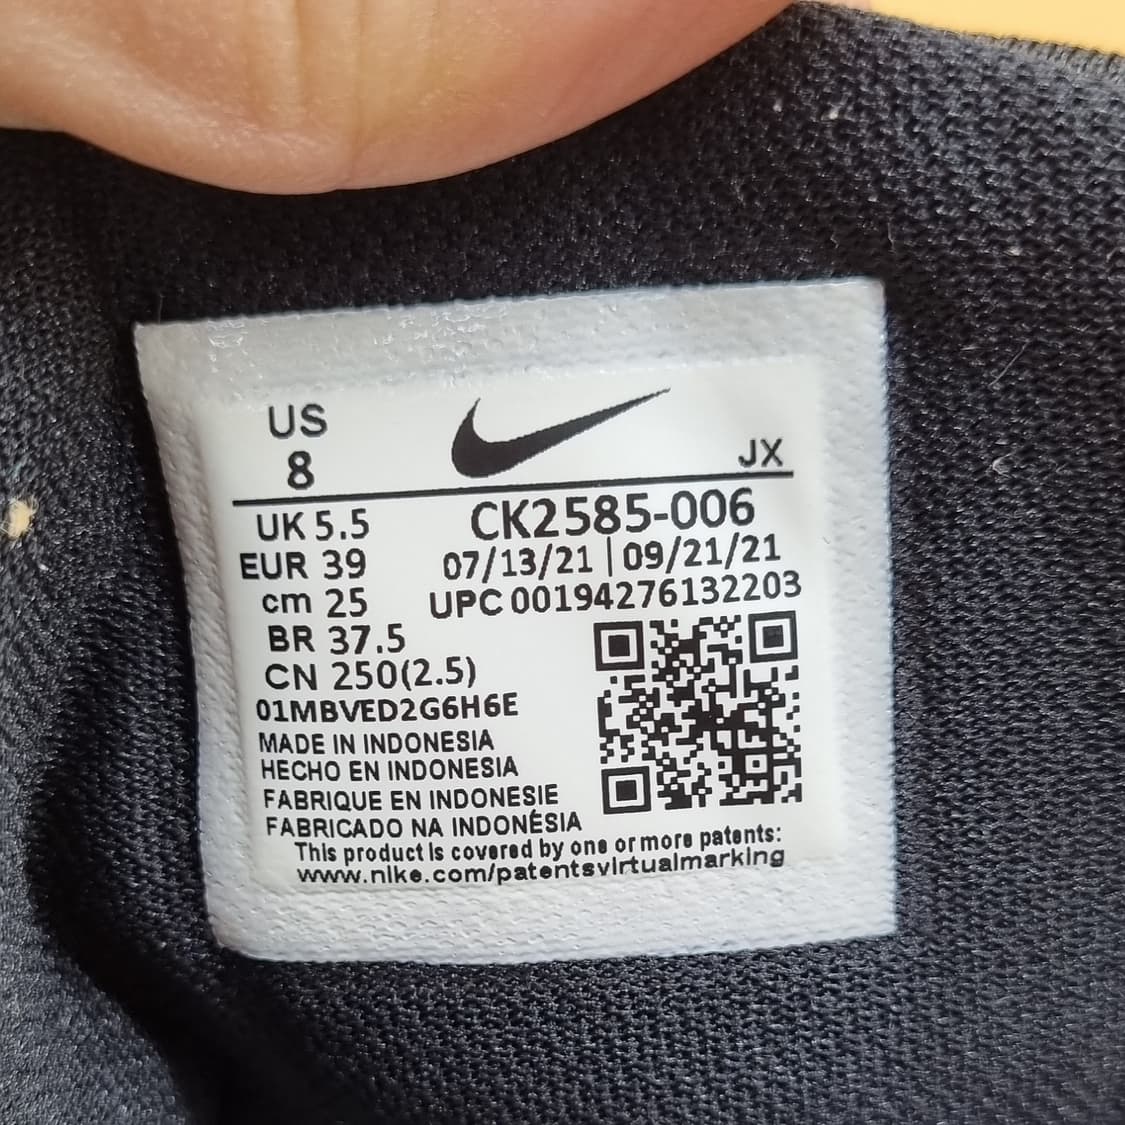 US
8
JX
UK 5.5
CK2585-006
EUR 39
07/13/21 | 09/21/21
cm 25
UPC 00194276132203
BR 37.5
CN 250(2.5)
01MBVED2G6H6E
MADE IN INDONESIA
HECHO EN INDONESIA
FABRIQUE EN INDONESIE
FABRICADO NA INDONÉSIA
This product is covered by one or more patents:
www.nike.com/patentsvirtualmarking